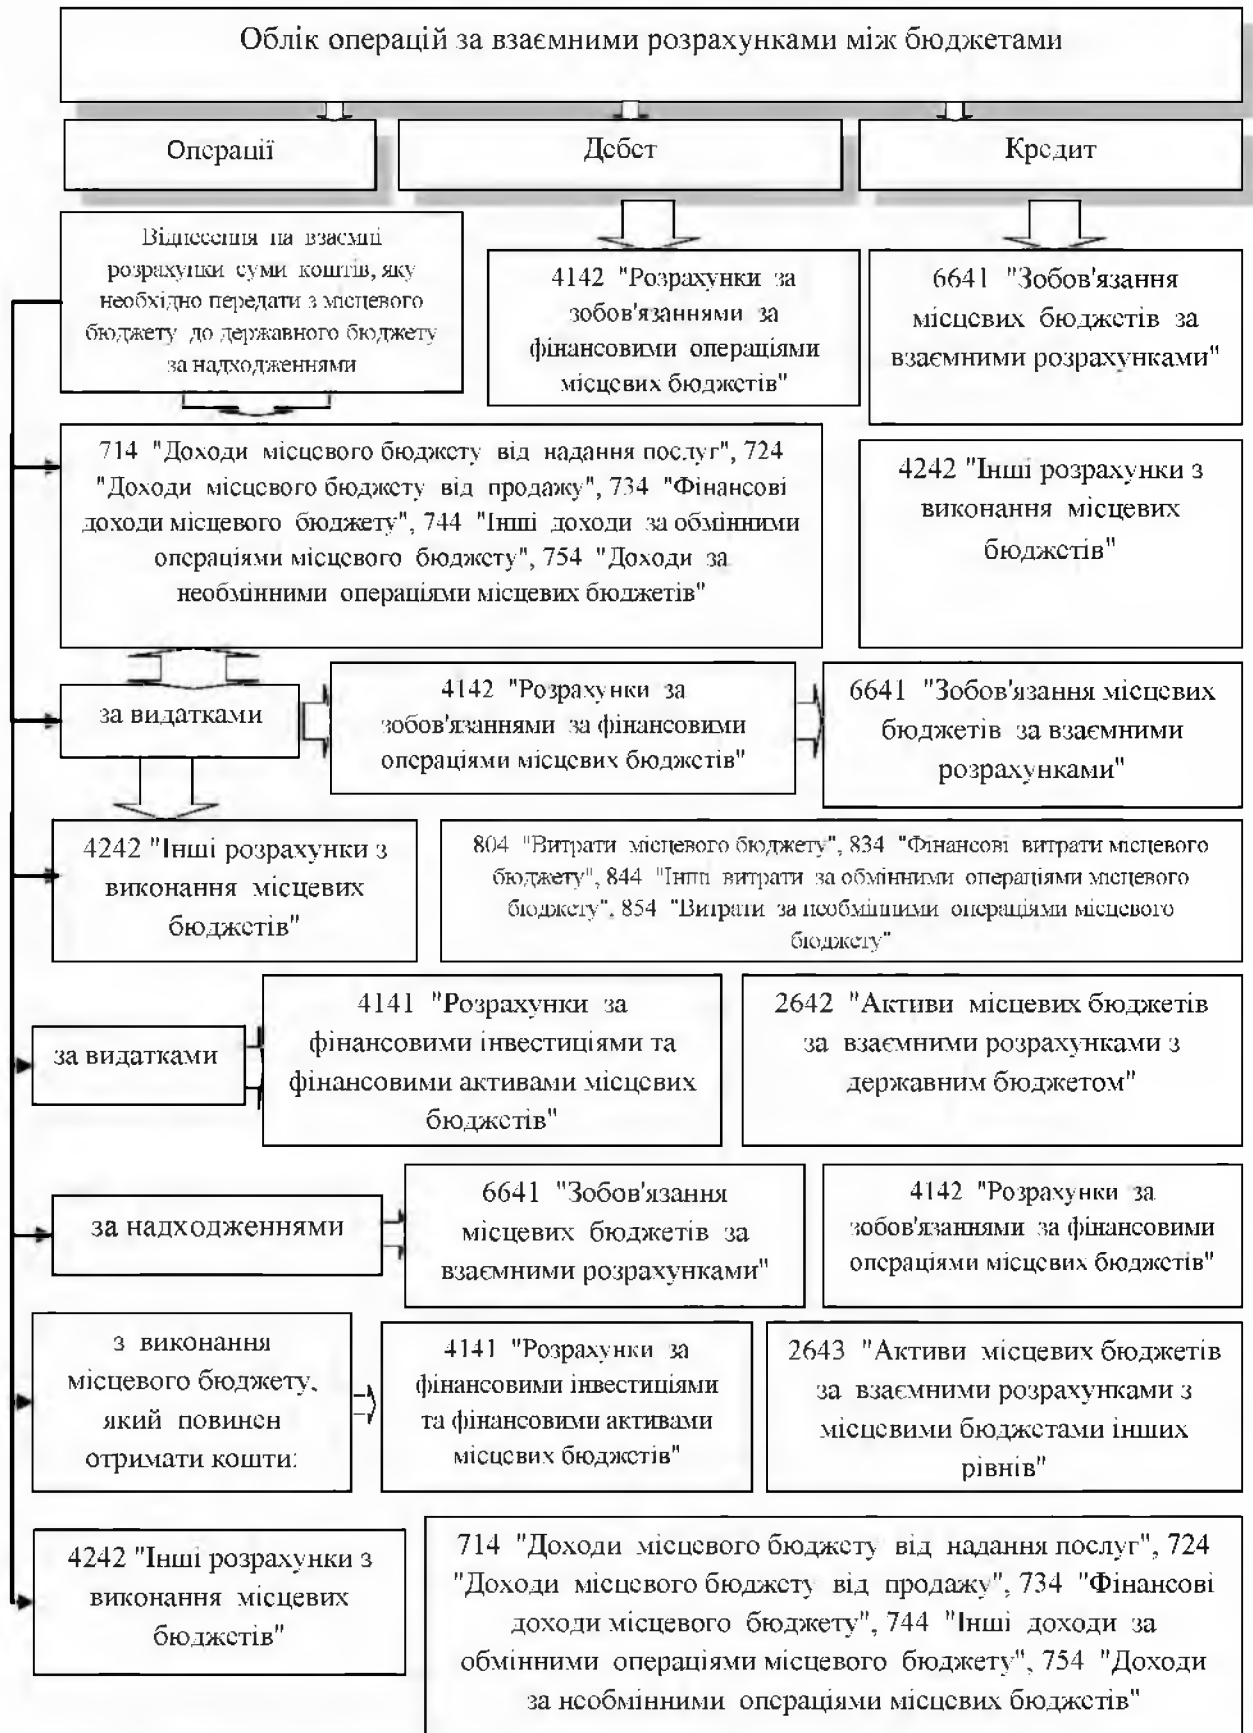 Облік операцій за взаємними розрахунками між бюджетами
Операції
Дебет
Кредит
Віднесення на взаємні
розрахунки суми коштів, яку
необхідно передати з місцевого
бюджету до державного бюджету
за надходженнями
4142 "Розрахунки за
зобов'язаннями за
фінансовими операціями
місцевих бюджетів"
6641 "Зобов'язання
місцевих бюджетів за
взаємними розрахунками"
714 "Доходи місцевого бюджету від надання послуг", 724
"Доходи місцевого бюджету від продажу", 734 "Фінансові
доходи місцевого бюджету", 744 "Інші доходи за обмінними
операціями місцевого бюджету", 754 "Доходи за
необмінними операціями місцевих бюджетів"
4242 "Інші розрахунки з
виконання місцевих
бюджетів"
за видатками
4142 "Розрахунки за
зобов'язаннями за фінансовими
операціями місцевих бюджетів"
6641 "Зобов'язання місцевих
бюджетів за взаємними
розрахунками"
4242 "Інші розрахунки з
виконання місцевих
бюджетів"
804 "Витрати місцевого бюджету", 834 "Фінансові витрати місцевого
бюджету", 844 "Інші витрати за обмінними операціями місцевого
бюджету", 854 "Витрати за необмінними операціями місцевого
бюджету"
за видатками
4141 "Розрахунки за
фінансовими інвестиціями та
фінансовими активами місцевих
бюджетів"
2642 "Активи місцевих бюджетів
за взаємними розрахунками з
державним бюджетом"
за надходженнями
6641 "Зобов'язання
місцевих бюджетів за
взаємними розрахунками"
4142 "Розрахунки за
зобов'язаннями за фінансовими
операціями місцевих бюджетів"
з виконання
місцевого бюджету,
який повинен
отримати кошти:
4141 "Розрахунки за
фінансовими інвестиціями
та фінансовими активами
місцевих бюджетів"
2643 "Активи місцевих бюджетів
за взаємними розрахунками з
місцевими бюджетами інших
рівнів"
4242 "Інші розрахунки з
виконання місцевих
бюджетів"
714 "Доходи місцевого бюджету від надання послуг", 724
"Доходи місцевого бюджету від продажу", 734 "Фінансові
доходи місцевого бюджету", 744 "Інші доходи за
обмінними операціями місцевого бюджету", 754 "Доходи
за необмінними операціями місцевих бюджетів"